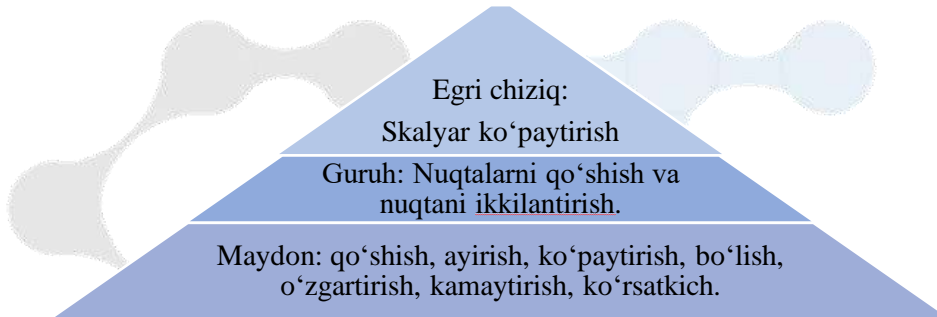 Egri chiziq:
Skalyar ko‘paytirish
Guruh: Nuqtalarni qo‘shish va
nuqtani ikkilantirish.
Maydon: qo‘shish, ayirish, ko‘paytirish, bo‘lish,
o‘zgartirish, kamaytirish, ko‘rsatkich.